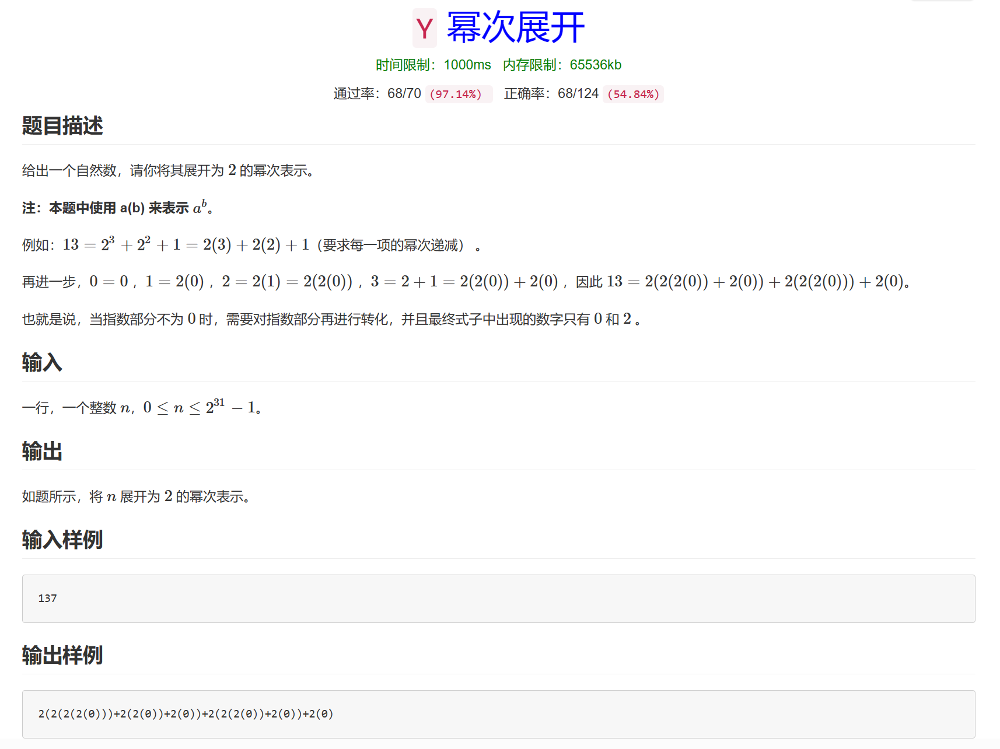 Y 幂次展开
时间限制：1000ms 内存限制：65536kb
通过率：68/70 (97.14%) 正确率：68/124 (54.84%)
题目描述
给出一个自然数，请你将其展开为 2 的幂次表示。
注：本题中使用 a(b) 来表示 a^b。
例如：13 = 2^3 + 2^2 + 1 = 2(3) + 2(2) + 1（要求每一项的幂次递减） 。
再进一步，0 = 0 ，1 = 2(0) ，2 = 2(1) = 2(2(0)) ，3 = 2 + 1 = 2(2(0)) + 2(0) ，因此 13 = 2(2(2(0)) + 2(0)) + 2(2(2(0))) + 2(0)。
也就是说，当指数部分不为 0 时，需要对指数部分再进行转化，并且最终式子中出现的数字只有 0 和 2 。
输入
一行，一个整数 n，0 ≤ n ≤ 2^31 − 1。
输出
如题所示，将 n 展开为 2 的幂次表示。
输入样例
137
输出样例
2(2(2(2(0)))+2(2(0))+2(0))+2(2(2(0))+2(0))+2(0)